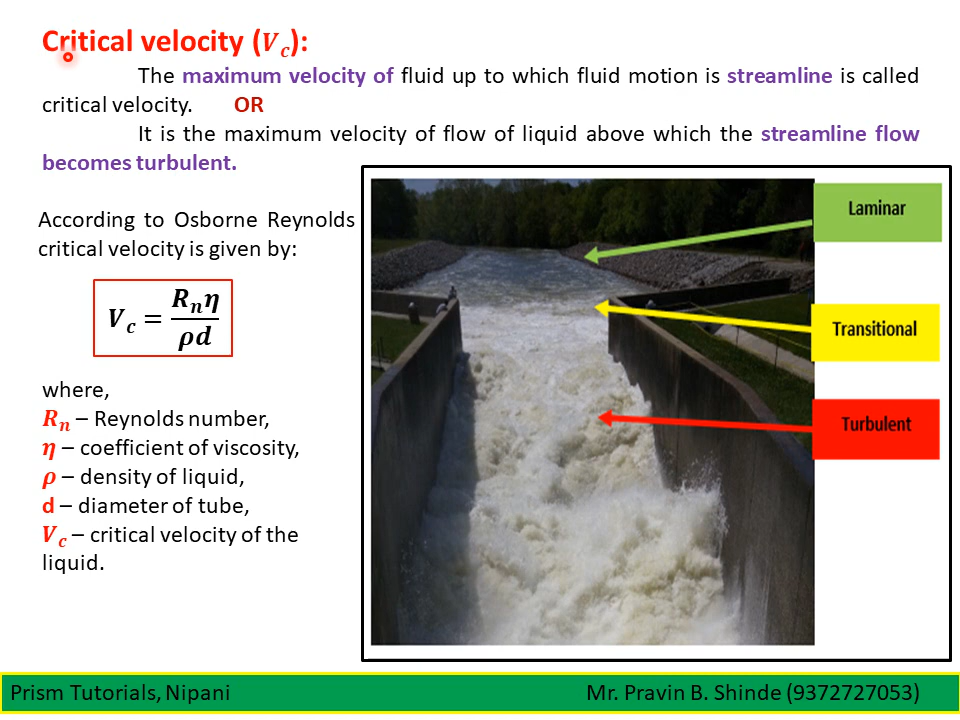 Critical velocity (𝑽𝒄):
The maximum velocity of fluid up to which fluid motion is streamline is called
critical velocity. OR
It is the maximum velocity of flow of liquid above which the streamline flow
becomes turbulent.
According to Osborne Reynolds
critical velocity is given by:
𝑽𝒄 = 𝑹𝒏𝜼 / 𝝆𝒅
where,
𝑹𝒏 – Reynolds number,
𝜼 – coefficient of viscosity,
𝝆 – density of liquid,
d – diameter of tube,
𝑽𝒄 – critical velocity of the
liquid.
Laminar
Transitional
Turbulent
Prism Tutorials, Nipani Mr. Pravin B. Shinde (9372727053)